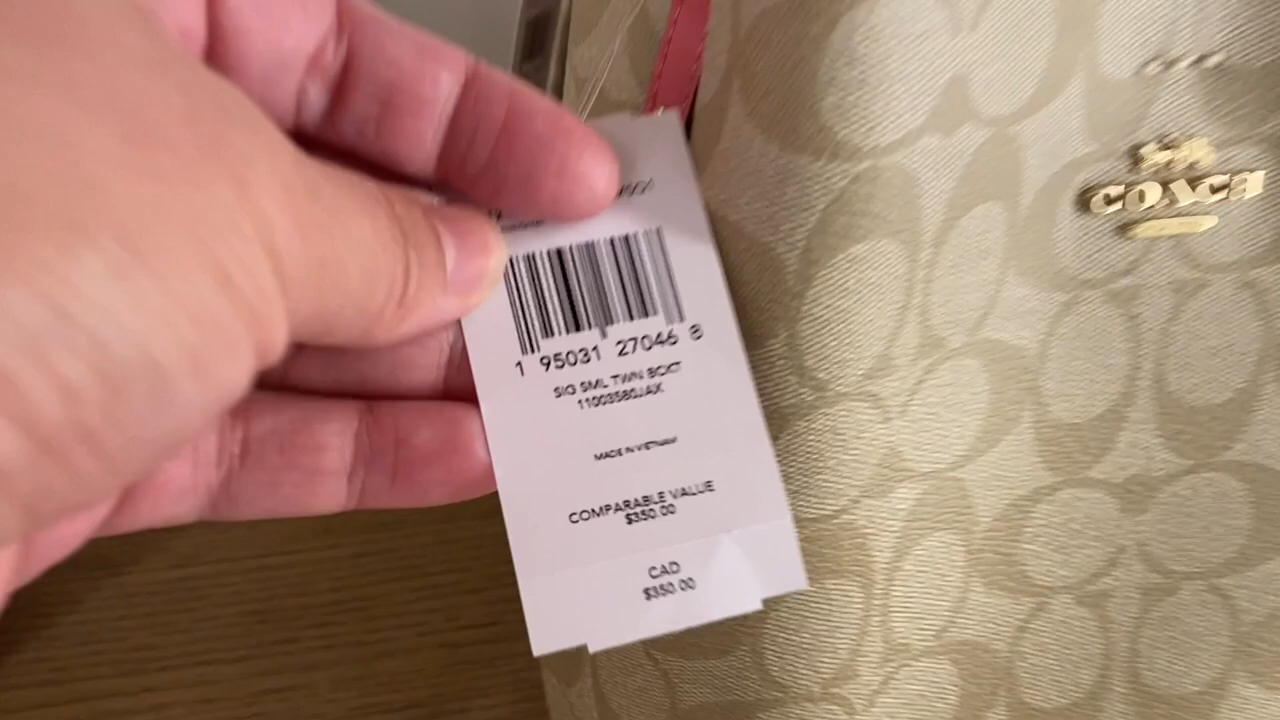 COACH
1 95031 27046 8
SIG SML TWN BCKT
11003580JAX
MADE IN VIETNAM
COMPARABLE VALUE
$350.00
CAD
$350.00